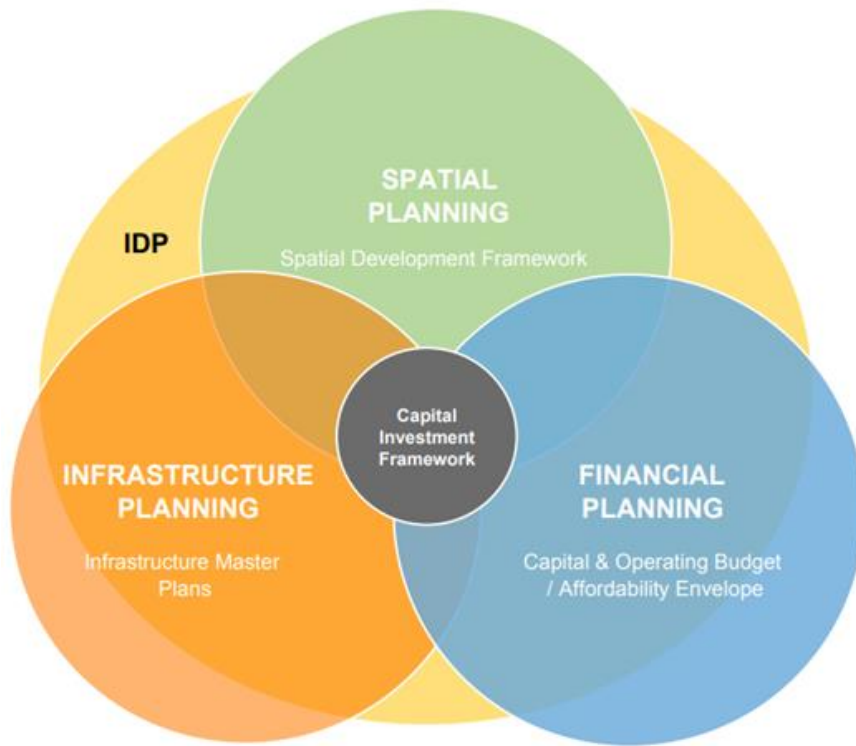 SPATIAL
PLANNING
IDP
Spatial Development Framework
Capital
Investment
Framework
INFRASTRUCTURE
PLANNING
Infrastructure Master
Plans
FINANCIAL
PLANNING
Capital & Operating Budget
/ Affordability Envelope